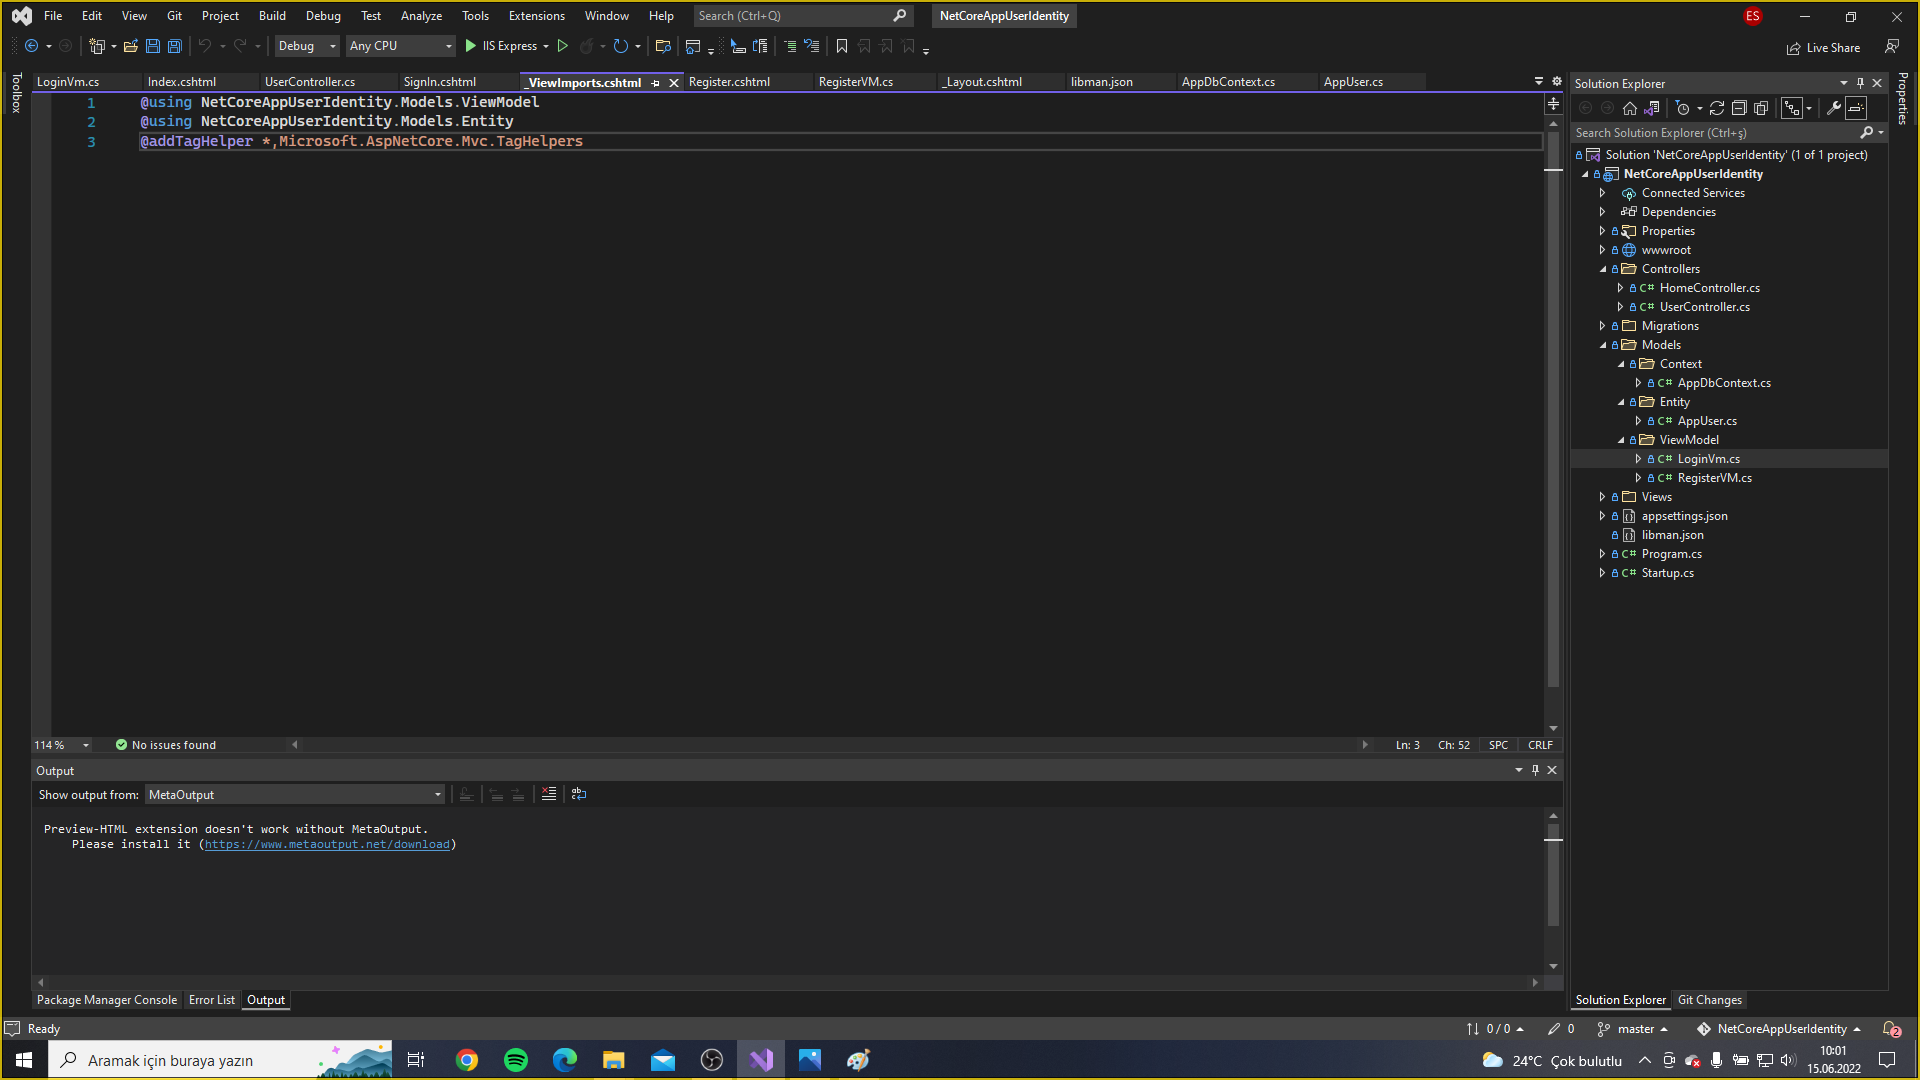 File Edit View Git Project Build Debug Test Analyze Tools Extensions Window Help Search (Ctrl+Q) NetCoreAppUserIdentity ES
Debug Any CPU IIS Express Live Share
Toolbox
LoginVm.cs Index.cshtml UserController.cs SignIn.cshtml _ViewImports.cshtml Register.cshtml RegisterVM.cs _Layout.cshtml libman.json AppDbContext.cs AppUser.cs
1 @using NetCoreAppUserIdentity.Models.ViewModel
2 @using NetCoreAppUserIdentity.Models.Entity
3 @addTagHelper *,Microsoft.AspNetCore.Mvc.TagHelpers
114 % No issues found Ln: 3 Ch: 52 SPC CRLF
Output
Show output from: MetaOutput
Preview-HTML extension doesn't work without MetaOutput.
Please install it (https://www.metaoutput.net/download)
Package Manager Console Error List Output
Solution Explorer
Search Solution Explorer (Ctrl+ş)
Solution 'NetCoreAppUserIdentity' (1 of 1 project)
NetCoreAppUserIdentity
Connected Services
Dependencies
Properties
wwwroot
Controllers
C# HomeController.cs
C# UserController.cs
Migrations
Models
Context
C# AppDbContext.cs
Entity
C# AppUser.cs
ViewModel
C# LoginVm.cs
C# RegisterVM.cs
Views
appsettings.json
libman.json
C# Program.cs
C# Startup.cs
Solution Explorer Git Changes
Properties
Ready 0 / 0 0 master NetCoreAppUserIdentity 2
Aramak için buraya yazın 24°C Çok bulutlu 10:01
15.06.2022